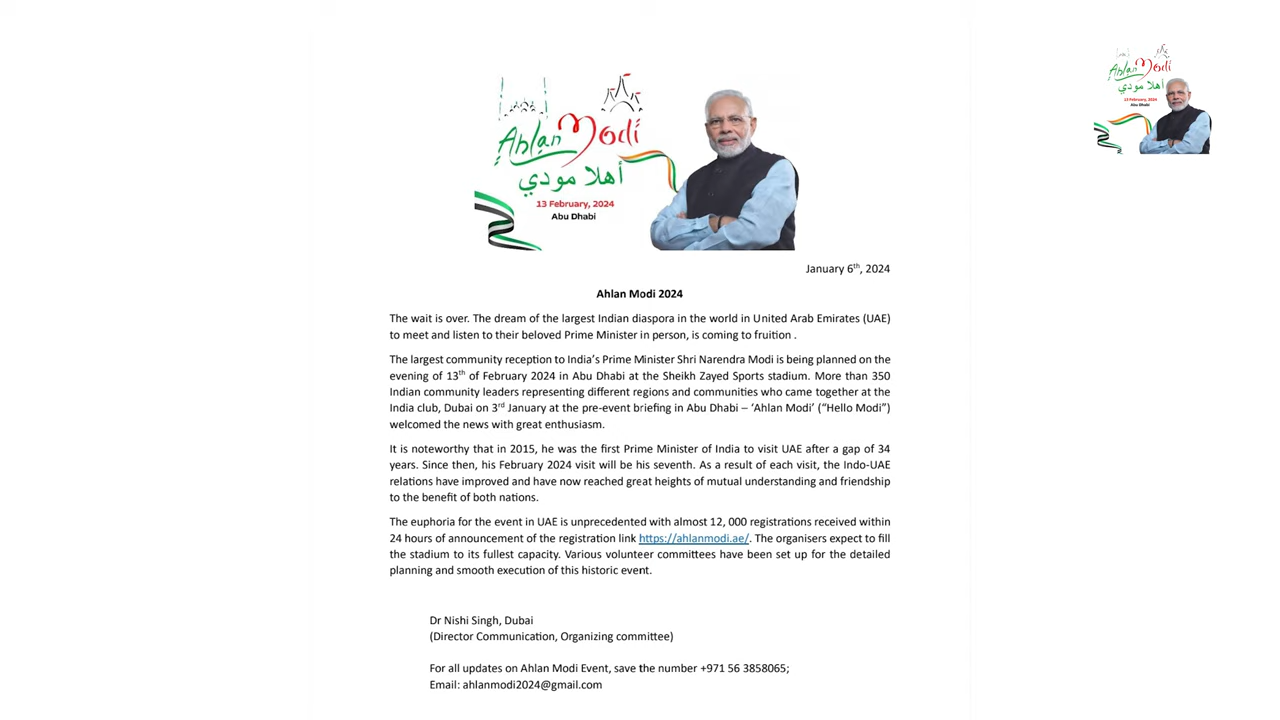 Ahlan Modi
أهلا مودي
13 February, 2024
Abu Dhabi
Ahlan Modi
أهلا مودي
13 February, 2024
Abu Dhabi
January 6th, 2024
Ahlan Modi 2024
The wait is over. The dream of the largest Indian diaspora in the world in United Arab Emirates (UAE)
to meet and listen to their beloved Prime Minister in person, is coming to fruition .
The largest community reception to India's Prime Minister Shri Narendra Modi is being planned on the
evening of 13th of February 2024 in Abu Dhabi at the Sheikh Zayed Sports stadium. More than 350
Indian community leaders representing different regions and communities who came together at the
India club, Dubai on 3rd January at the pre-event briefing in Abu Dhabi – 'Ahlan Modi' ("Hello Modi")
welcomed the news with great enthusiasm.
It is noteworthy that in 2015, he was the first Prime Minister of India to visit UAE after a gap of 34
years. Since then, his February 2024 visit will be his seventh. As a result of each visit, the Indo-UAE
relations have improved and have now reached great heights of mutual understanding and friendship
to the benefit of both nations.
The euphoria for the event in UAE is unprecedented with almost 12, 000 registrations received within
24 hours of announcement of the registration link https://ahlanmodi.ae/. The organisers expect to fill
the stadium to its fullest capacity. Various volunteer committees have been set up for the detailed
planning and smooth execution of this historic event.
Dr Nishi Singh, Dubai
(Director Communication, Organizing committee)
For all updates on Ahlan Modi Event, save the number +971 56 3858065;
Email: ahlanmodi2024@gmail.com